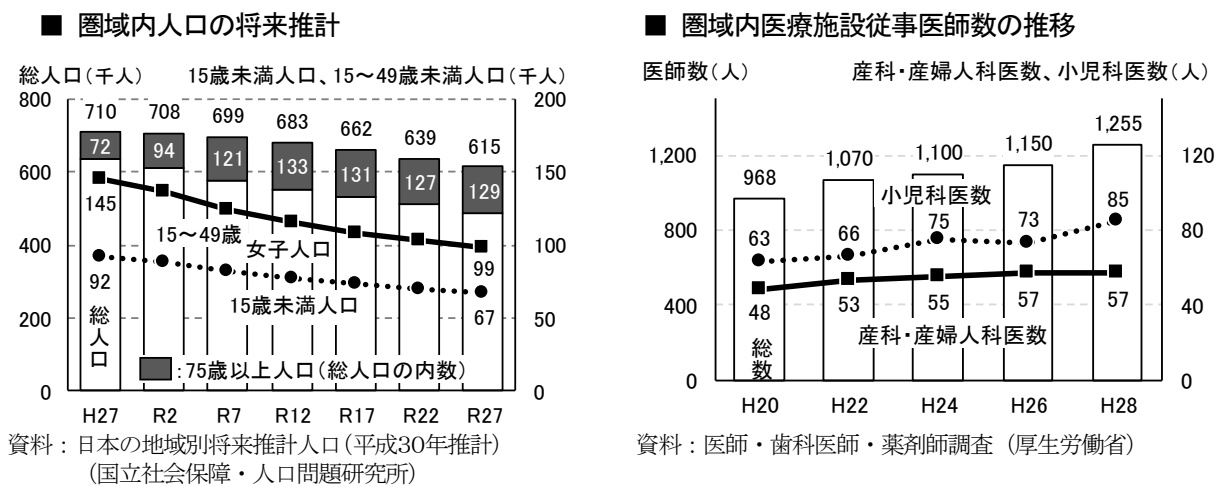 ■ 圏域内人口の将来推計
総人口(千人)
15歳未満人口、15～49歳未満人口(千人)
800
600
400
200
0
200
150
100
50
0
710
708
699
683
662
639
615
72
94
121
133
131
127
129
145
15～49歳
女子人口
99
92
15歳未満人口
67
総人口
:75歳以上人口(総人口の内数)
H27
R2
R7
R12
R17
R22
R27
資料：日本の地域別将来推計人口(平成30年推計)
(国立社会保障・人口問題研究所)
■ 圏域内医療施設従事医師数の推移
医師数(人)
産科・産婦人科医数、小児科医数(人)
1,200
800
400
0
120
80
40
0
968
1,070
1,100
1,150
1,255
小児科医数
63
66
75
73
85
48
53
55
57
57
産科・産婦人科医数
総数
H20
H22
H24
H26
H28
資料：医師・歯科医師・薬剤師調査（厚生労働省）